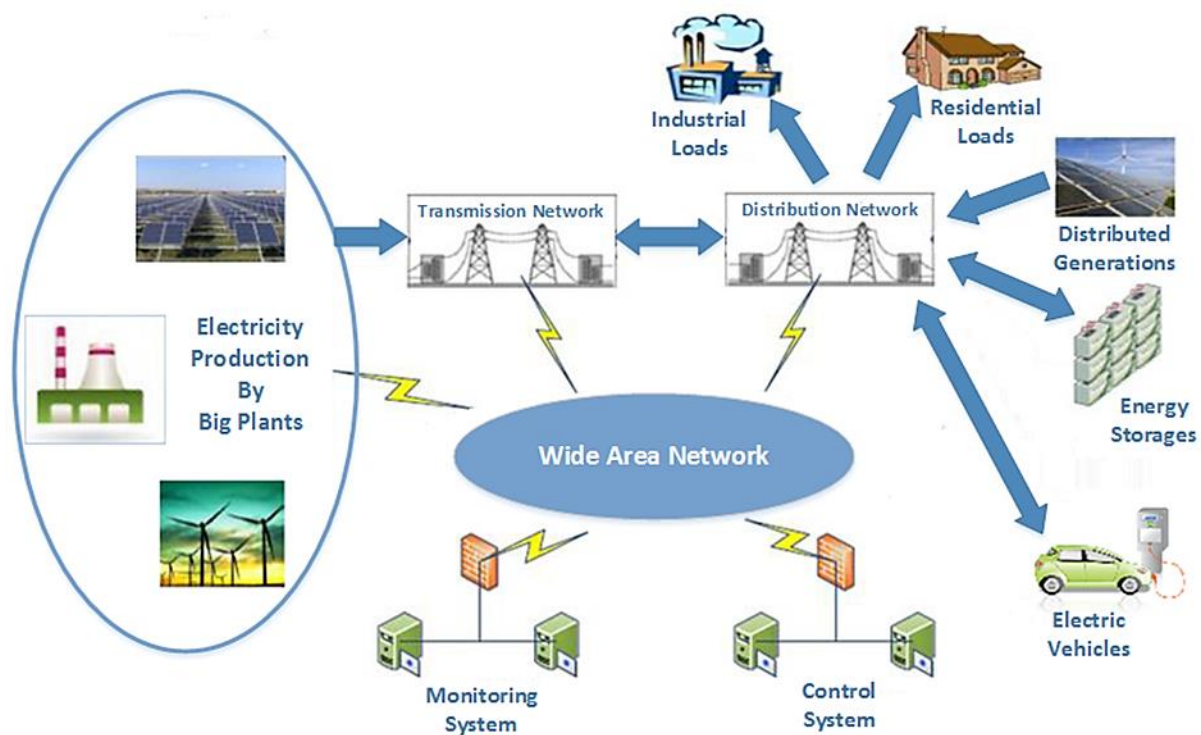 Industrial
Loads
Residential
Loads
Transmission Network
Distribution Network
Distributed
Generations
Electricity
Production
By
Big Plants
Energy
Storages
Wide Area Network
Electric
Vehicles
Monitoring
System
Control
System